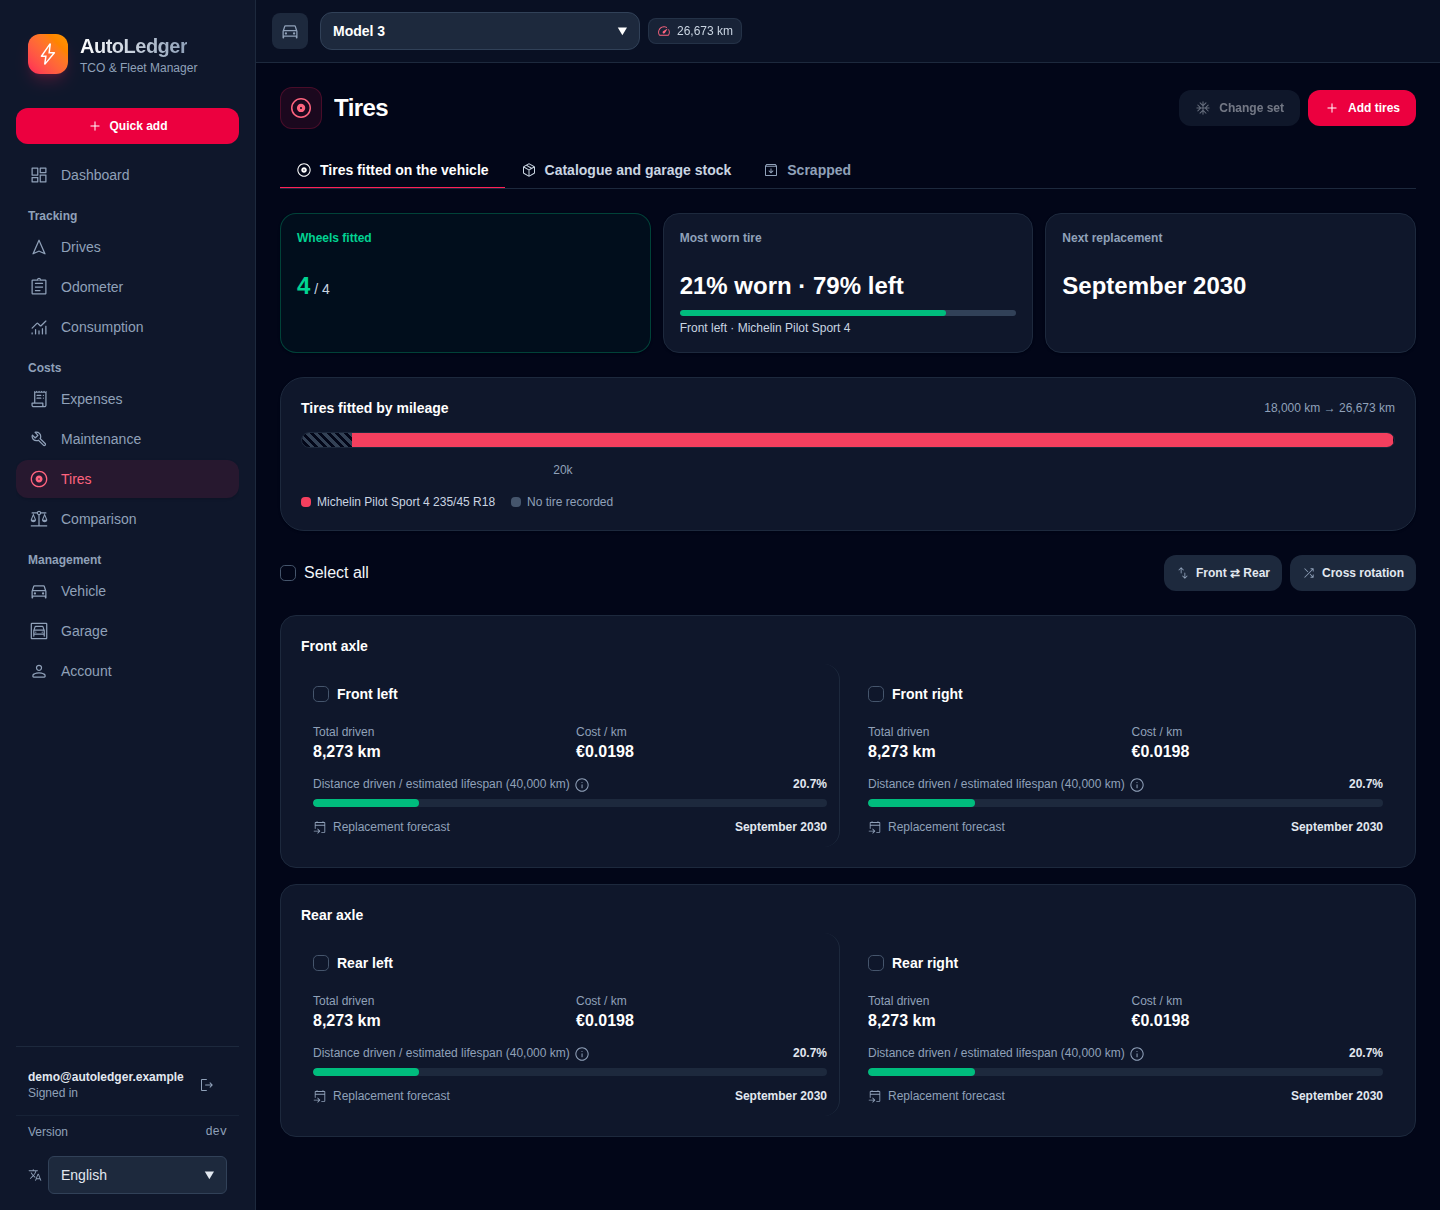 AutoLedger
TCO & Fleet Manager
Quick add
Dashboard
Tracking
Drives
Odometer
Consumption
Costs
Expenses
Maintenance
Tires
Comparison
Management
Vehicle
Garage
Account
demo@autoledger.example
Signed in
Version dev
English
Model 3 26,673 km
Tires
Change set Add tires
Tires fitted on the vehicle Catalogue and garage stock Scrapped
Wheels fitted
4 / 4
Most worn tire
21% worn · 79% left
Front left · Michelin Pilot Sport 4
Next replacement
September 2030
Tires fitted by mileage 18,000 km → 26,673 km
20k
Michelin Pilot Sport 4 235/45 R18 No tire recorded
Select all Front ⇄ Rear Cross rotation
Front axle
Front left
Total driven Cost / km
8,273 km €0.0198
Distance driven / estimated lifespan (40,000 km) 20.7%
Replacement forecast September 2030
Front right
Total driven Cost / km
8,273 km €0.0198
Distance driven / estimated lifespan (40,000 km) 20.7%
Replacement forecast September 2030
Rear axle
Rear left
Total driven Cost / km
8,273 km €0.0198
Distance driven / estimated lifespan (40,000 km) 20.7%
Replacement forecast September 2030
Rear right
Total driven Cost / km
8,273 km €0.0198
Distance driven / estimated lifespan (40,000 km) 20.7%
Replacement forecast September 2030